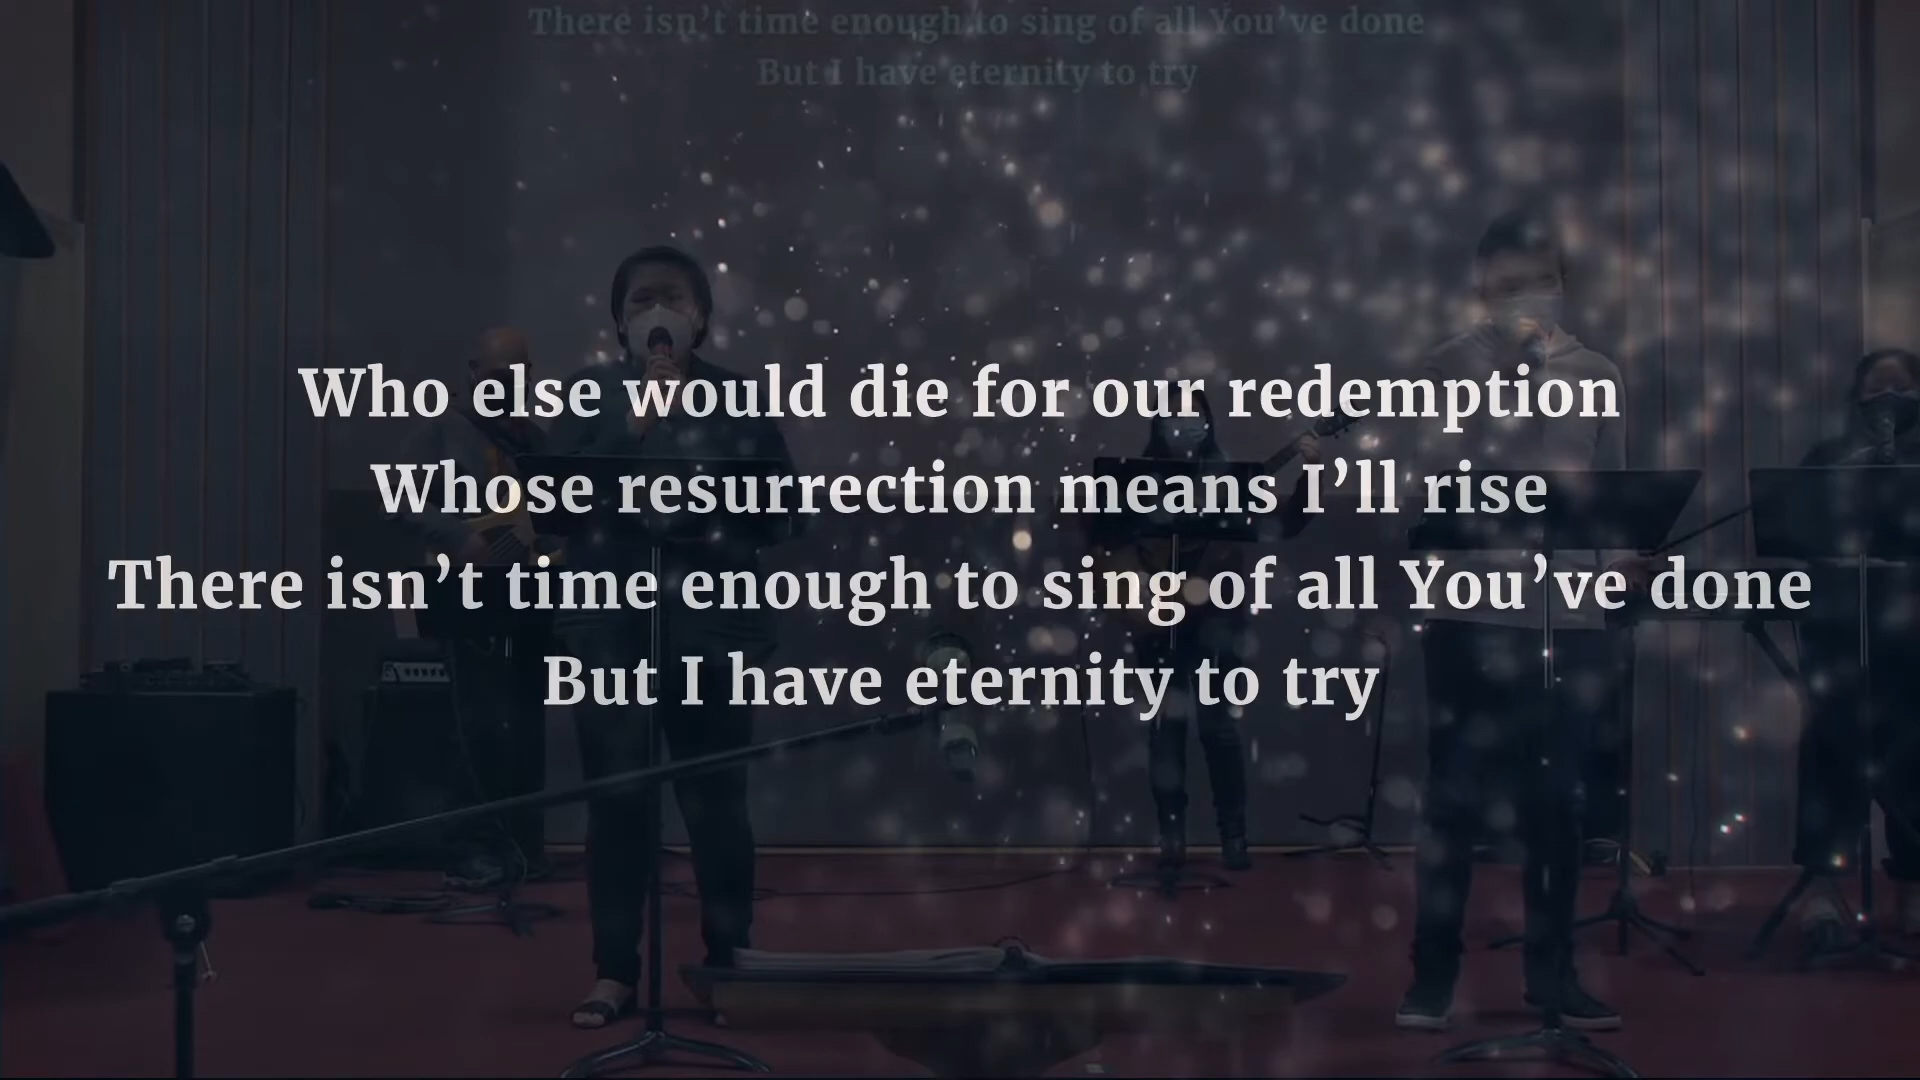 There isn’t time enough to sing of all You’ve done
But I have eternity to try
Who else would die for our redemption
Whose resurrection means I’ll rise
There isn’t time enough to sing of all You’ve done
But I have eternity to try